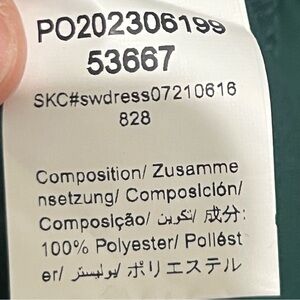 PO202306199
53667
SKC#swdress07210616
828
Composition/ Zusamme
nsetzung/ Composición/
Composição/ تكوين/ 成分:
100% Polyester/ Poliést
er/ بوليستر/ ポリエステル